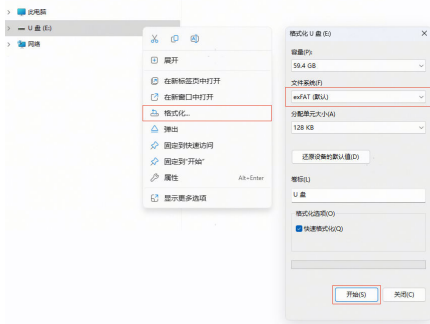 此电脑
U 盘 (E:)
网络
展开
在新标签页中打开
在新窗口中打开
格式化...
弹出
固定到快速访问
固定到"开始"
属性 Alt+Enter
显示更多选项
格式化 U 盘 (E:)
容量(P):
59.4 GB
文件系统(F)
exFAT (默认)
分配单元大小(A)
128 KB
还原设备的默认值(D)
卷标(L)
U 盘
格式化选项(O)
快速格式化(Q)
开始(S) 关闭(C)